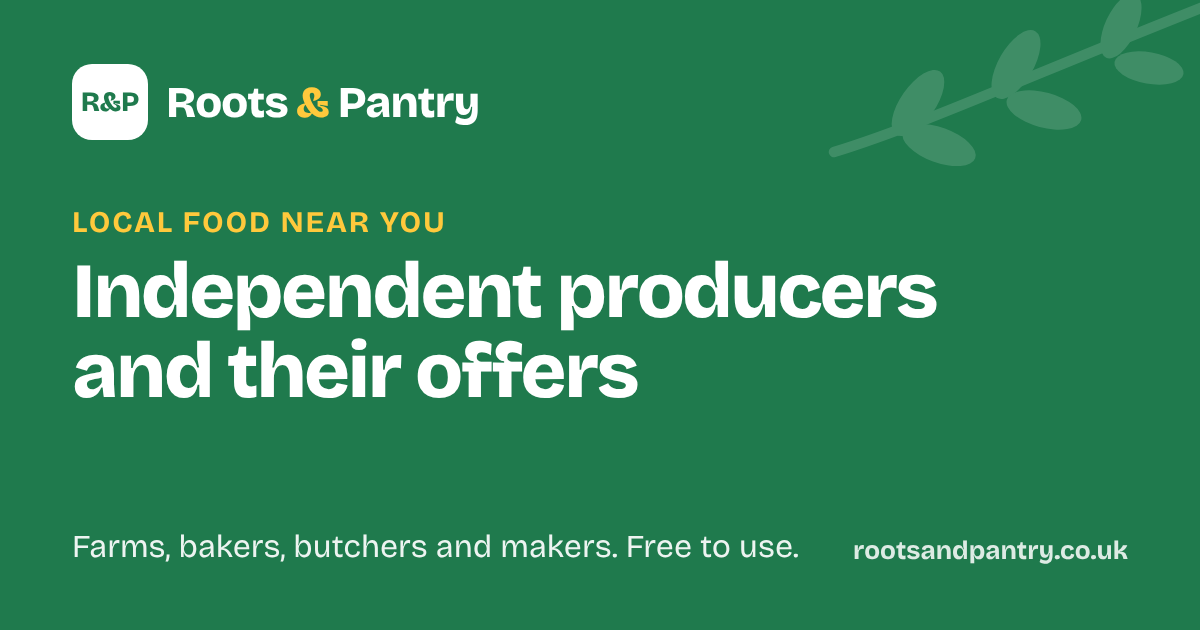 R&P
Roots & Pantry
LOCAL FOOD NEAR YOU
Independent producers
and their offers
Farms, bakers, butchers and makers. Free to use.
rootsandpantry.co.uk